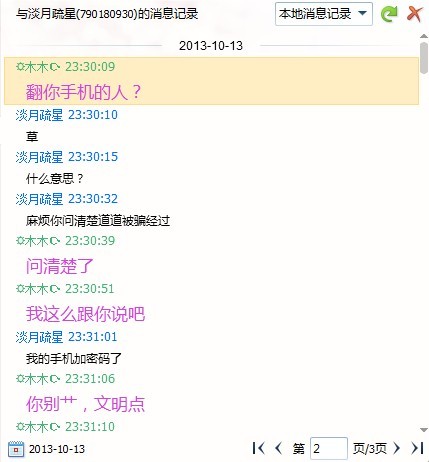 与淡月疏星(790180930)的消息记录
本地消息记录
2013-10-13
☼木木C• 23:30:09
翻你手机的人？
淡月疏星 23:30:10
草
淡月疏星 23:30:15
什么意思？
淡月疏星 23:30:32
麻烦你问清楚道道被骗经过
☼木木C• 23:30:39
问清楚了
☼木木C• 23:30:51
我这么跟你说吧
淡月疏星 23:31:01
我的手机加密码了
☼木木C• 23:31:06
你别艹，文明点
☼木木C• 23:31:10
2013-10-13
第 2 页/3页